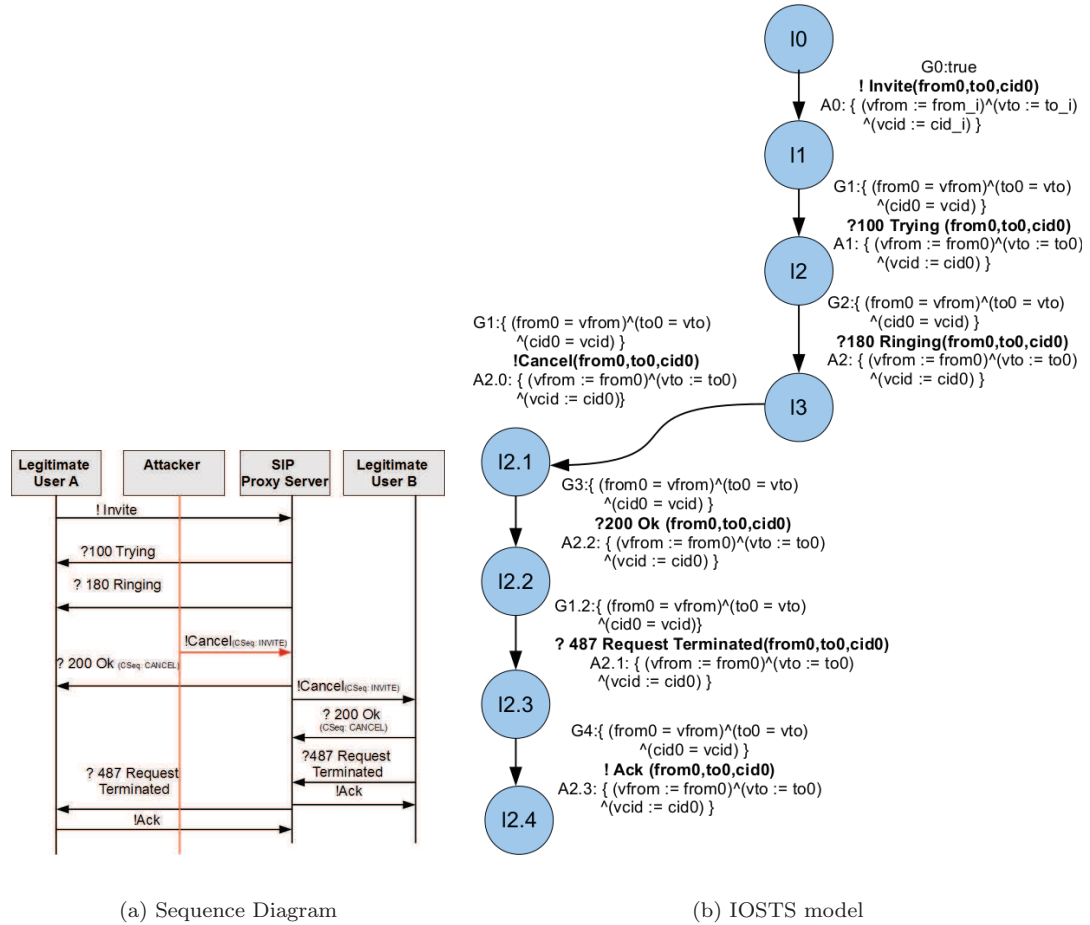 l0
G0:true
! Invite(from0,to0,cid0)
A0: { (vfrom := from_i)^(vto := to_i)
^(vcid := cid_i) }
l1
G1:{ (from0 = vfrom)^(to0 = vto)
^(cid0 = vcid) }
?100 Trying (from0,to0,cid0)
A1: { (vfrom := from0)^(vto := to0)
^(vcid := cid0) }
l2
G2:{ (from0 = vfrom)^(to0 = vto)
^(cid0 = vcid) }
?180 Ringing(from0,to0,cid0)
A2: { (vfrom := from0)^(vto := to0)
^(vcid := cid0) }
l3
G1:{ (from0 = vfrom)^(to0 = vto)
^(cid0 = vcid) }
!Cancel(from0,to0,cid0)
A2.0: { (vfrom := from0)^(vto := to0)
^(vcid := cid0)}
l2.1
G3:{ (from0 = vfrom)^(to0 = vto)
^(cid0 = vcid) }
?200 Ok (from0,to0,cid0)
A2.2: { (vfrom := from0)^(vto := to0)
^(vcid := cid0) }
l2.2
G1.2:{ (from0 = vfrom)^(to0 = vto)
^(cid0 = vcid)}
? 487 Request Terminated(from0,to0,cid0)
A2.1: { (vfrom := from0)^(vto := to0)
^(vcid := cid0) }
l2.3
G4:{ (from0 = vfrom)^(to0 = vto)
^(cid0 = vcid) }
! Ack (from0,to0,cid0)
A2.3: { (vfrom := from0)^(vto := to0)
^(vcid := cid0) }
l2.4
Legitimate
User A
Attacker
SIP
Proxy Server
Legitimate
User B
! Invite
?100 Trying
? 180 Ringing
!Cancel(CSeq: INVITE)
? 200 Ok (CSeq: CANCEL)
!Cancel(CSeq: INVITE)
? 200 Ok
(CSeq: CANCEL)
?487 Request
Terminated
? 487 Request
Terminated
!Ack
!Ack
(a) Sequence Diagram
(b) IOSTS model